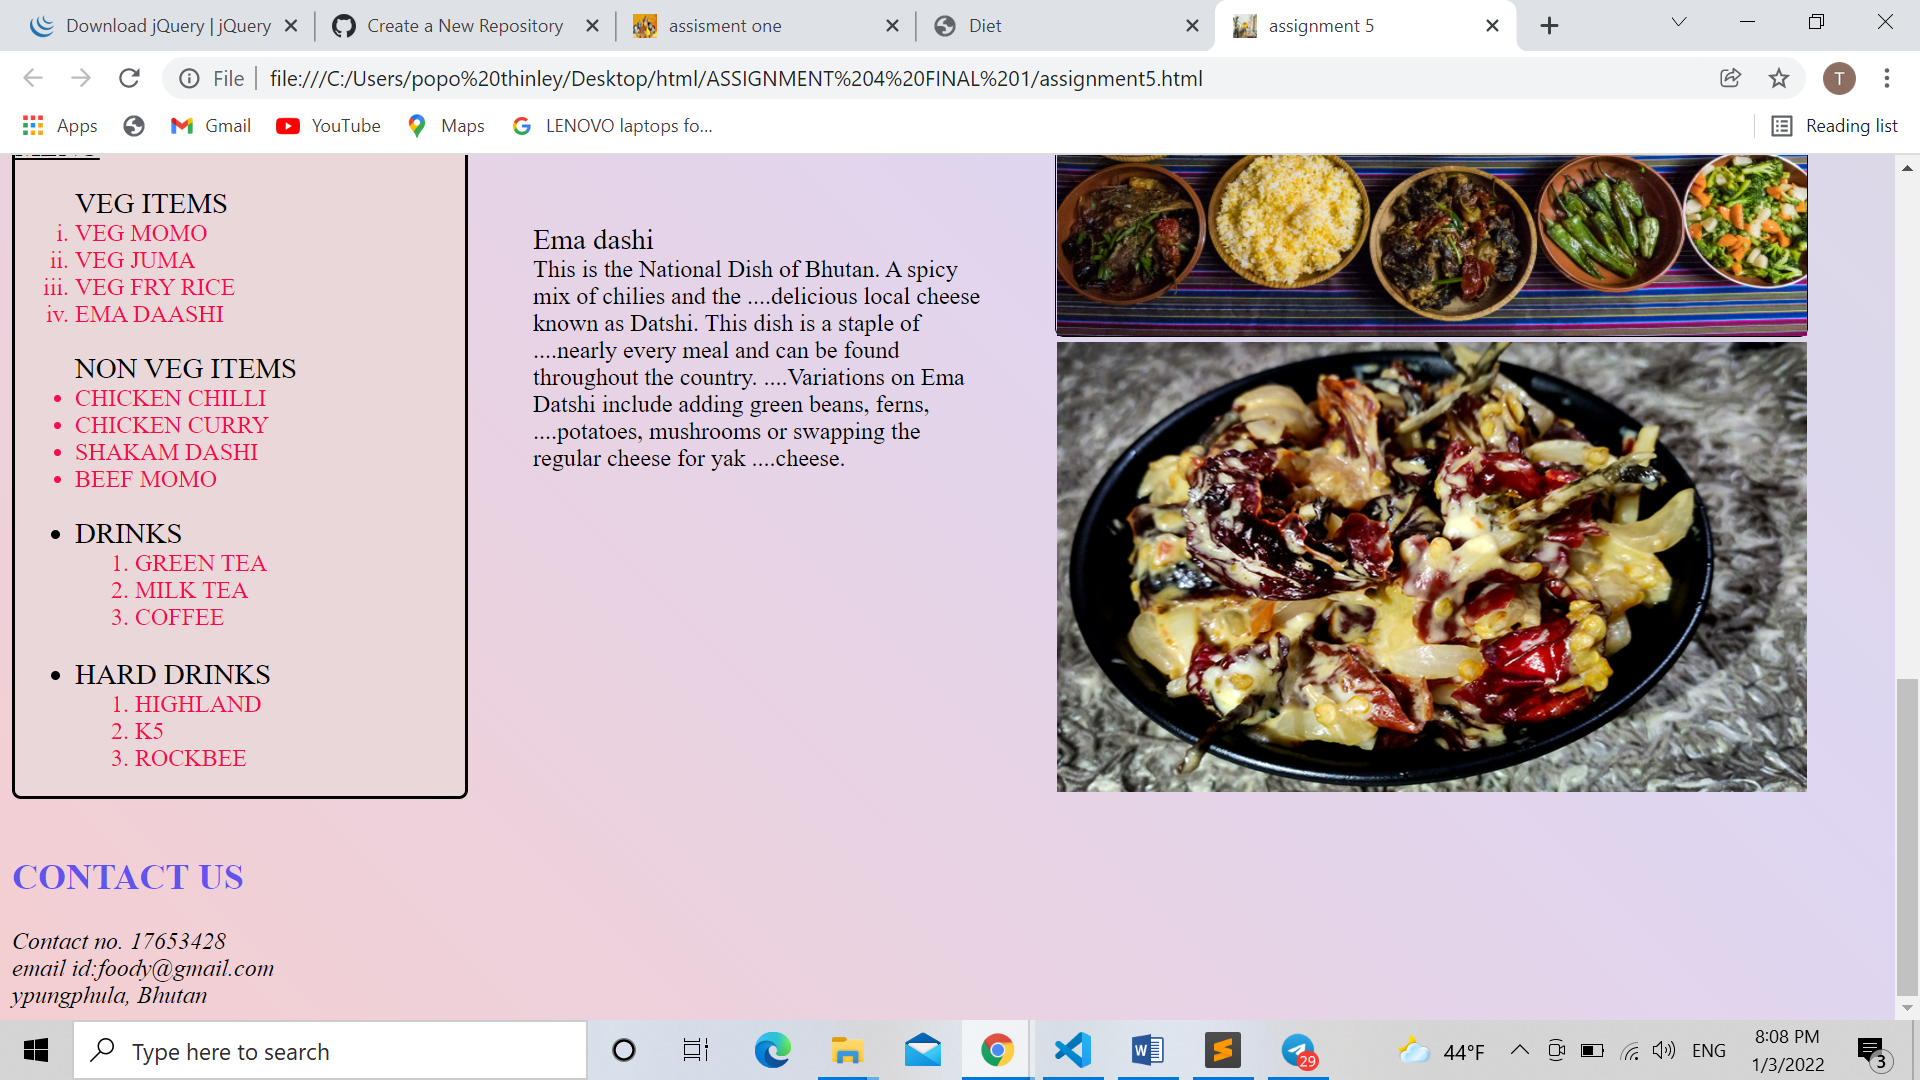 Download jQuery | jQuery
Create a New Repository
assisment one
Diet
assignment 5
File
file:///C:/Users/popo%20thinley/Desktop/html/ASSIGNMENT%204%20FINAL%201/assignment5.html
T
Apps
Gmail
YouTube
Maps
LENOVO laptops fo...
Reading list
VEG ITEMS
i. VEG MOMO
ii. VEG JUMA
iii. VEG FRY RICE
iv. EMA DAASHI
NON VEG ITEMS
• CHICKEN CHILLI
• CHICKEN CURRY
• SHAKAM DASHI
• BEEF MOMO
• DRINKS
1. GREEN TEA
2. MILK TEA
3. COFFEE
• HARD DRINKS
1. HIGHLAND
2. K5
3. ROCKBEE
Ema dashi
This is the National Dish of Bhutan. A spicy
mix of chilies and the ....delicious local cheese
known as Datshi. This dish is a staple of
....nearly every meal and can be found
throughout the country. ....Variations on Ema
Datshi include adding green beans, ferns,
....potatoes, mushrooms or swapping the
regular cheese for yak ....cheese.
CONTACT US
Contact no. 17653428
email id:foody@gmail.com
ypungphula, Bhutan
Type here to search
29
44°F
ENG
8:08 PM
1/3/2022
3